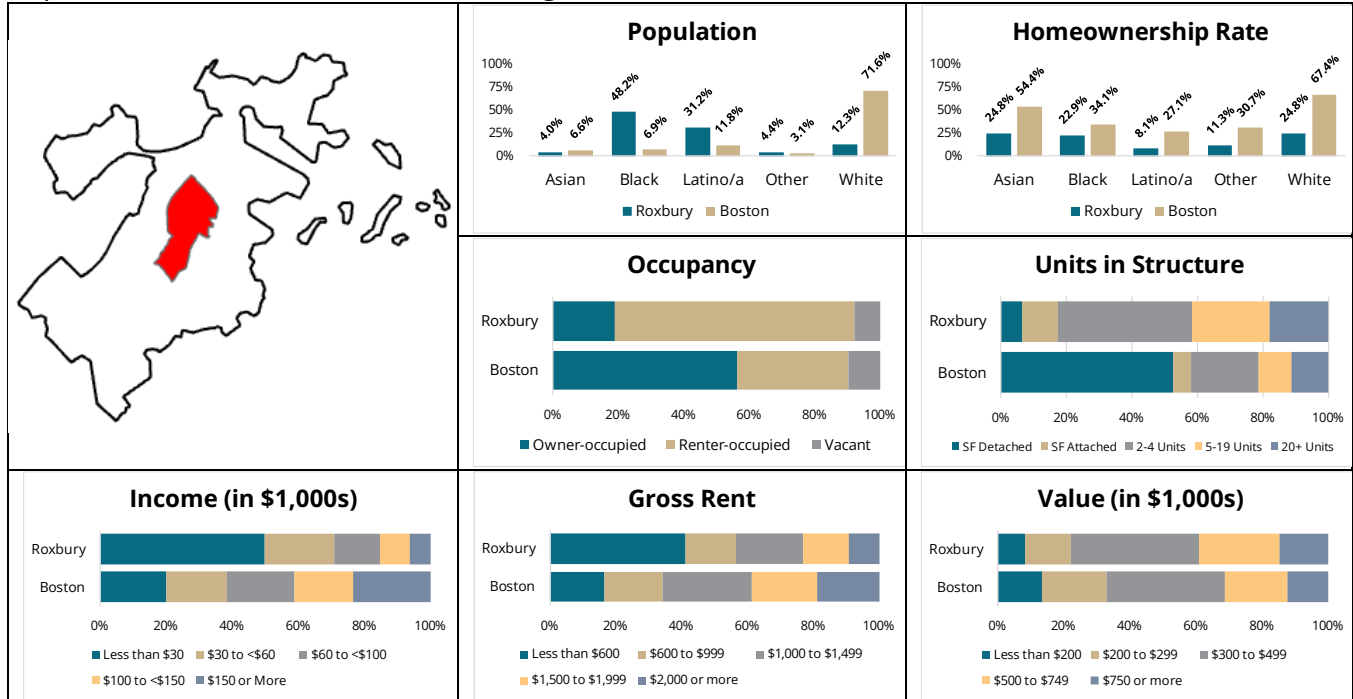 Population
100%
75%
50%
25%
0%
4.0% 6.6% 48.2% 6.9% 31.2% 11.8% 4.4% 3.1% 12.3% 71.6%
Asian Black Latino/a Other White
Roxbury Boston
Homeownership Rate
100%
75%
50%
25%
0%
24.8% 54.4% 22.9% 34.1% 8.1% 27.1% 11.3% 30.7% 24.8% 67.4%
Asian Black Latino/a Other White
Roxbury Boston
Occupancy
Roxbury
Boston
0% 20% 40% 60% 80% 100%
Owner-occupied Renter-occupied Vacant
Units in Structure
Roxbury
Boston
0% 20% 40% 60% 80% 100%
SF Detached SF Attached 2-4 Units 5-19 Units 20+ Units
Income (in $1,000s)
Roxbury
Boston
0% 20% 40% 60% 80% 100%
Less than $30 $30 to <$60 $60 to <$100
$100 to <$150 $150 or More
Gross Rent
Roxbury
Boston
0% 20% 40% 60% 80% 100%
Less than $600 $600 to $999 $1,000 to $1,499
$1,500 to $1,999 $2,000 or more
Value (in $1,000s)
Roxbury
Boston
0% 20% 40% 60% 80% 100%
Less than $200 $200 to $299 $300 to $499
$500 to $749 $750 or more